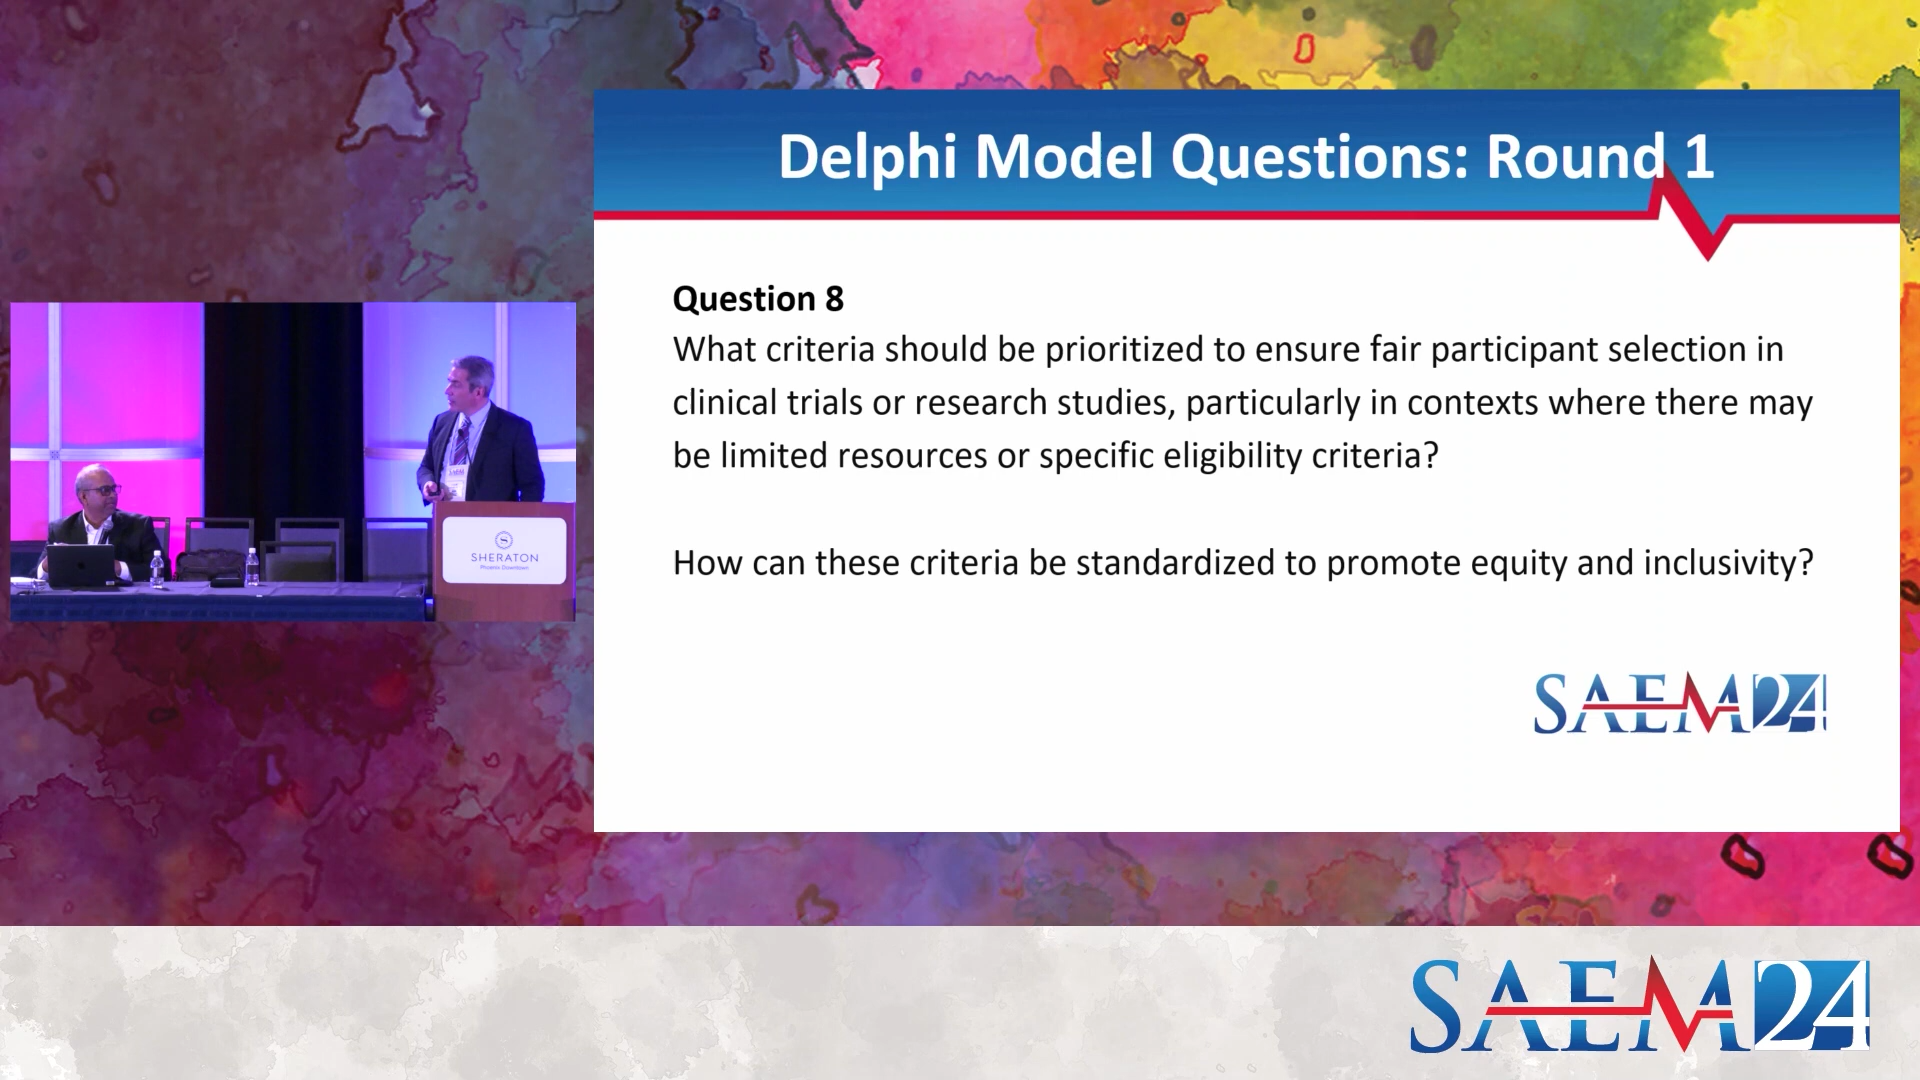 Delphi Model Questions: Round 1
Question 8
What criteria should be prioritized to ensure fair participant selection in
clinical trials or research studies, particularly in contexts where there may
be limited resources or specific eligibility criteria?
How can these criteria be standardized to promote equity and inclusivity?
SAEM24
SHERATON
Phoenix Downtown
SAEM24